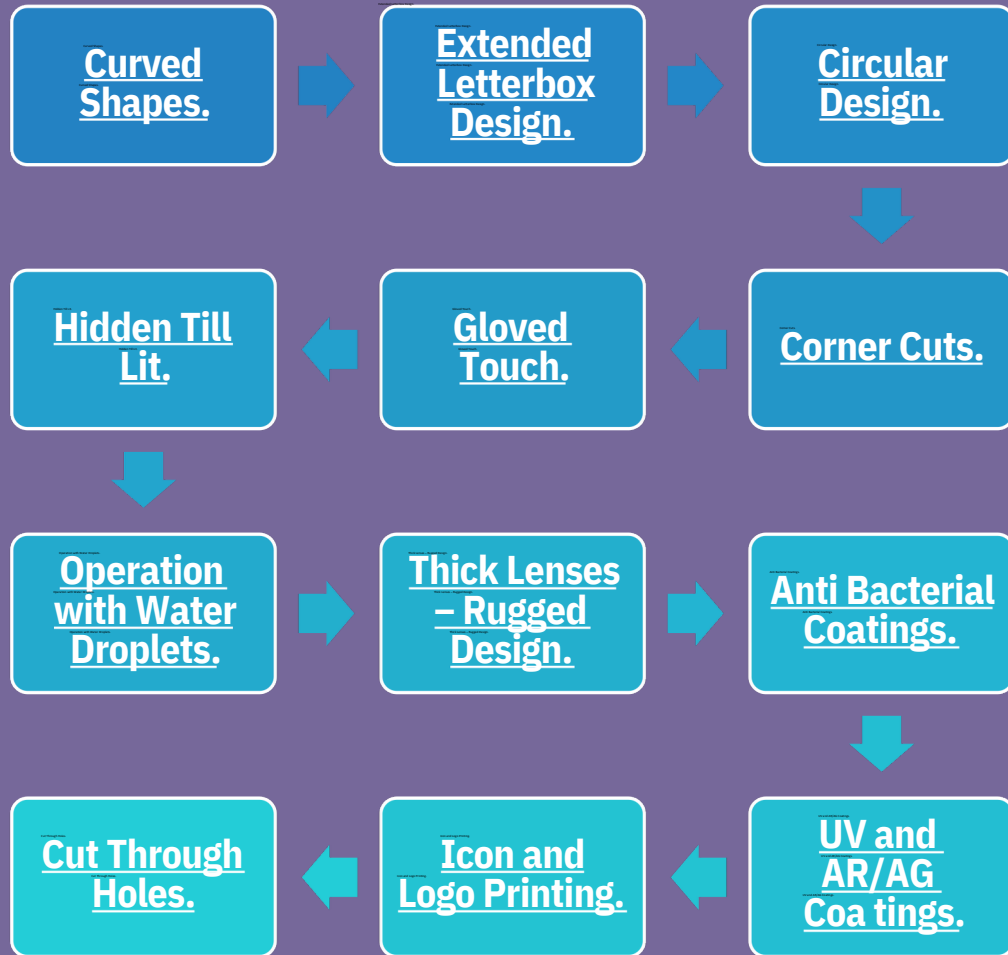 Curved
Shapes.
Extended
Letterbox
Design.
Circular
Design.
Corner Cuts.
Gloved
Touch.
Hidden Till
Lit.
Operation
with Water
Droplets.
Thick Lenses
– Rugged
Design.
Anti Bacterial
Coatings.
UV and
AR/AG
Coa tings.
Icon and
Logo Printing.
Cut Through
Holes.